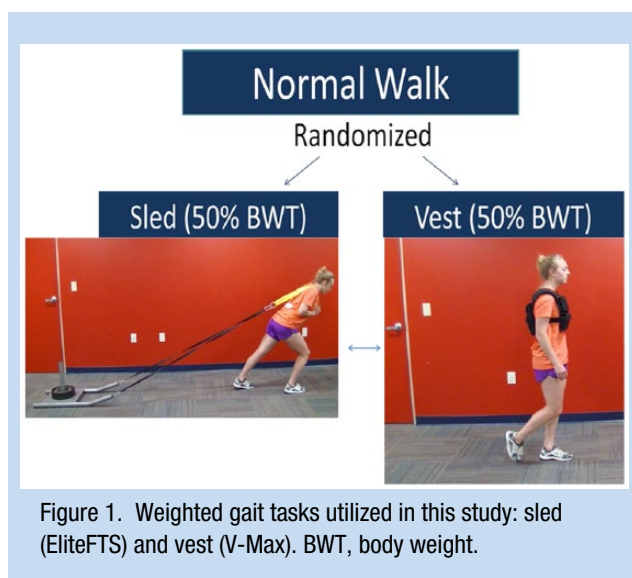 Normal Walk
Randomized
Sled (50% BWT)
Vest (50% BWT)
Figure 1. Weighted gait tasks utilized in this study: sled
(EliteFTS) and vest (V-Max). BWT, body weight.